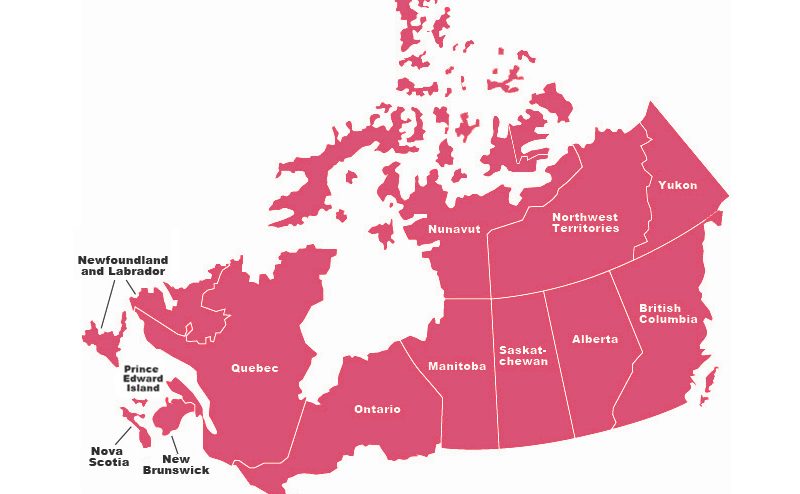 Yukon
Northwest
Territories
Nunavut
Newfoundland
and Labrador
British
Columbia
Alberta
Saskat-
chewan
Manitoba
Quebec
Prince
Edward
Island
Ontario
Nova
Scotia
New
Brunswick